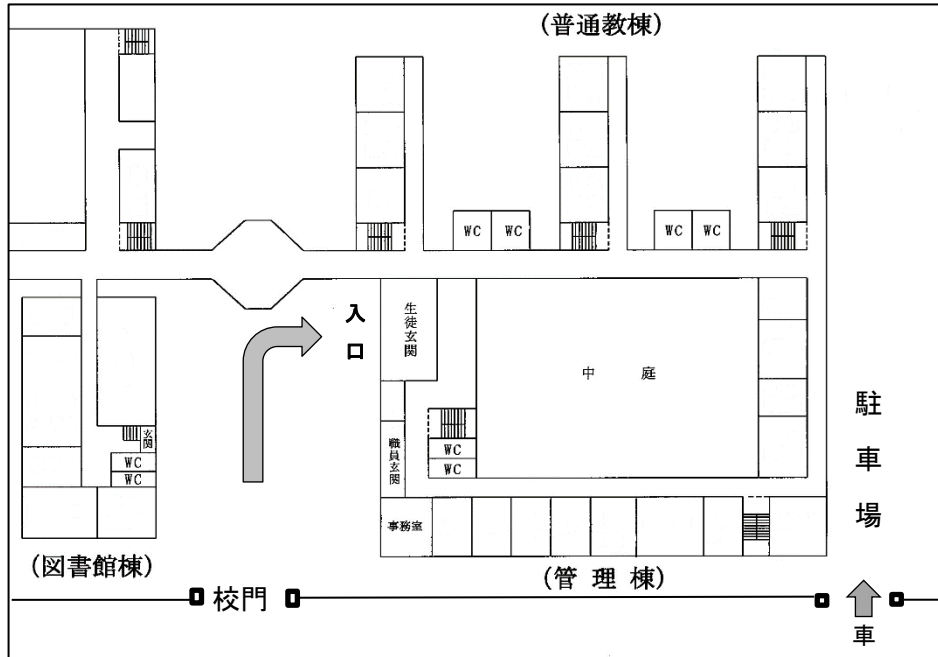 (普通教棟)
WC
WC
WC
WC
入口
生徒玄関
中 庭
駐車場
玄関
WC
WC
職員玄関
WC
WC
事務室
(図書館棟)
(管 理 棟)
校門
車